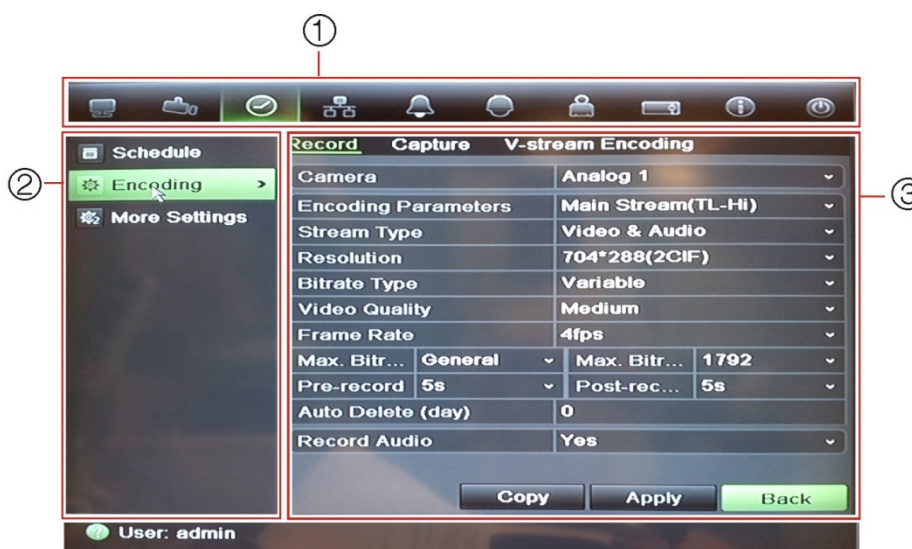 ①
② ③
Schedule
Encoding >
More Settings
Record Capture V-stream Encoding
Camera Analog 1
Encoding Parameters Main Stream(TL-Hi)
Stream Type Video & Audio
Resolution 704*288(2CIF)
Bitrate Type Variable
Video Quality Medium
Frame Rate 4fps
Max. Bitr... General Max. Bitr... 1792
Pre-record 5s Post-rec... 5s
Auto Delete (day) 0
Record Audio Yes
Copy Apply Back
? User: admin